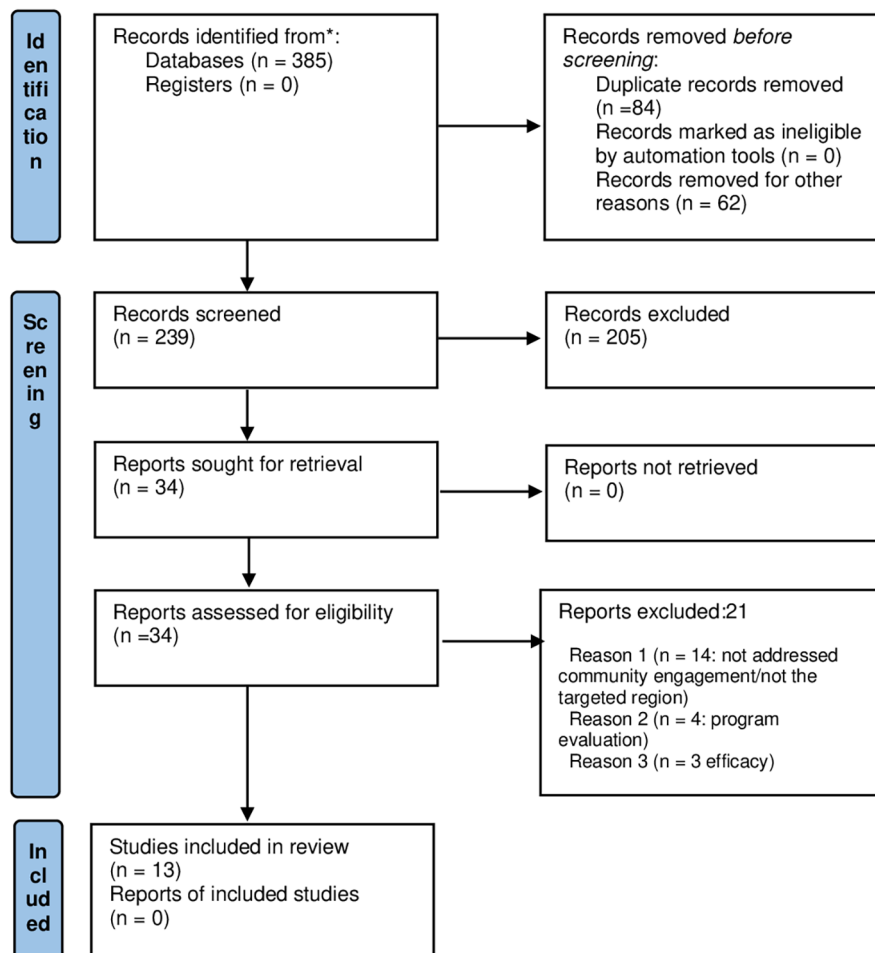 Id
en
tifi
ca
tio
n
Records identified from*:
Databases (n = 385)
Registers (n = 0)
Records removed before
screening:
Duplicate records removed
(n =84)
Records marked as ineligible
by automation tools (n = 0)
Records removed for other
reasons (n = 62)
Sc
re
en
in
g
Records screened
(n = 239)
Records excluded
(n = 205)
Reports sought for retrieval
(n = 34)
Reports not retrieved
(n = 0)
Reports assessed for eligibility
(n =34)
Reports excluded:21
Reason 1 (n = 14: not addressed
community engagement/not the
targeted region)
Reason 2 (n = 4: program
evaluation)
Reason 3 (n = 3 efficacy)
In
cl
ud
ed
Studies included in review
(n = 13)
Reports of included studies
(n = 0)